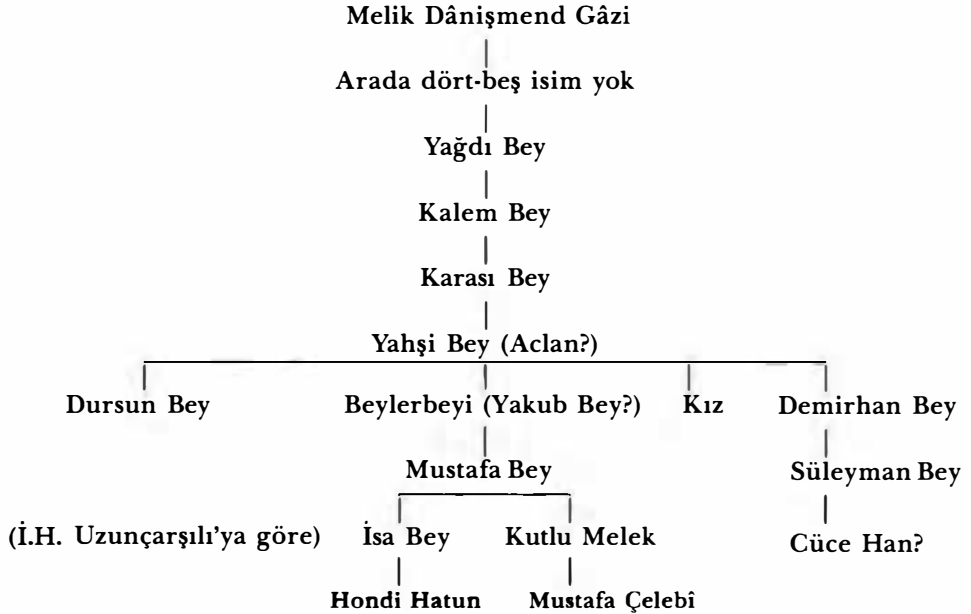 Melik Dânişmend Gâzi
Arada dört-beş isim yok
Yağdı Bey
Kalem Bey
Karası Bey
Yahşi Bey (Aclan?)
Dursun Bey Beylerbeyi (Yakub Bey?) Kız Demirhan Bey
Mustafa Bey Süleyman Bey
(İ.H. Uzunçarşılı’ya göre) İsa Bey Kutlu Melek Cüce Han?
Hondi Hatun Mustafa Çelebî